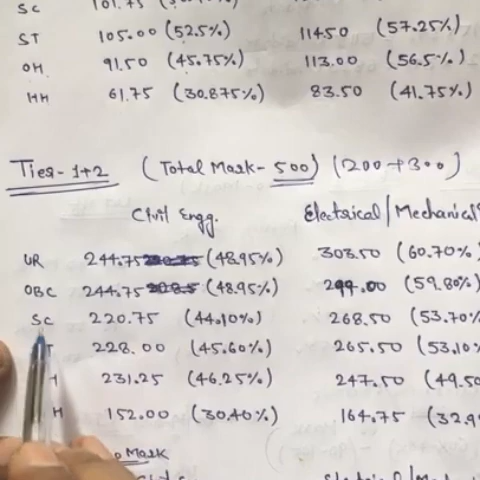 SC 101.75
ST 105.00 (52.5%) 114.50 (57.25%)
OH 91.50 (45.75%) 113.00 (56.5%)
HH 61.75 (30.875%) 83.50 (41.75%)
Tier-1+2 (Total Mark-500) (200+300)
Civil Engg. Electrical/Mechanical
UR 244.75 (48.95%) 303.50 (60.70%)
OBC 244.75 (48.95%) 299.00 (59.80%)
SC 220.75 (44.10%) 268.50 (53.70%
T 228.00 (45.60%) 265.50 (53.10%
H 231.25 (46.25%) 247.50 (49.50
H 152.00 (30.40%) 164.75 (32.9
Mark